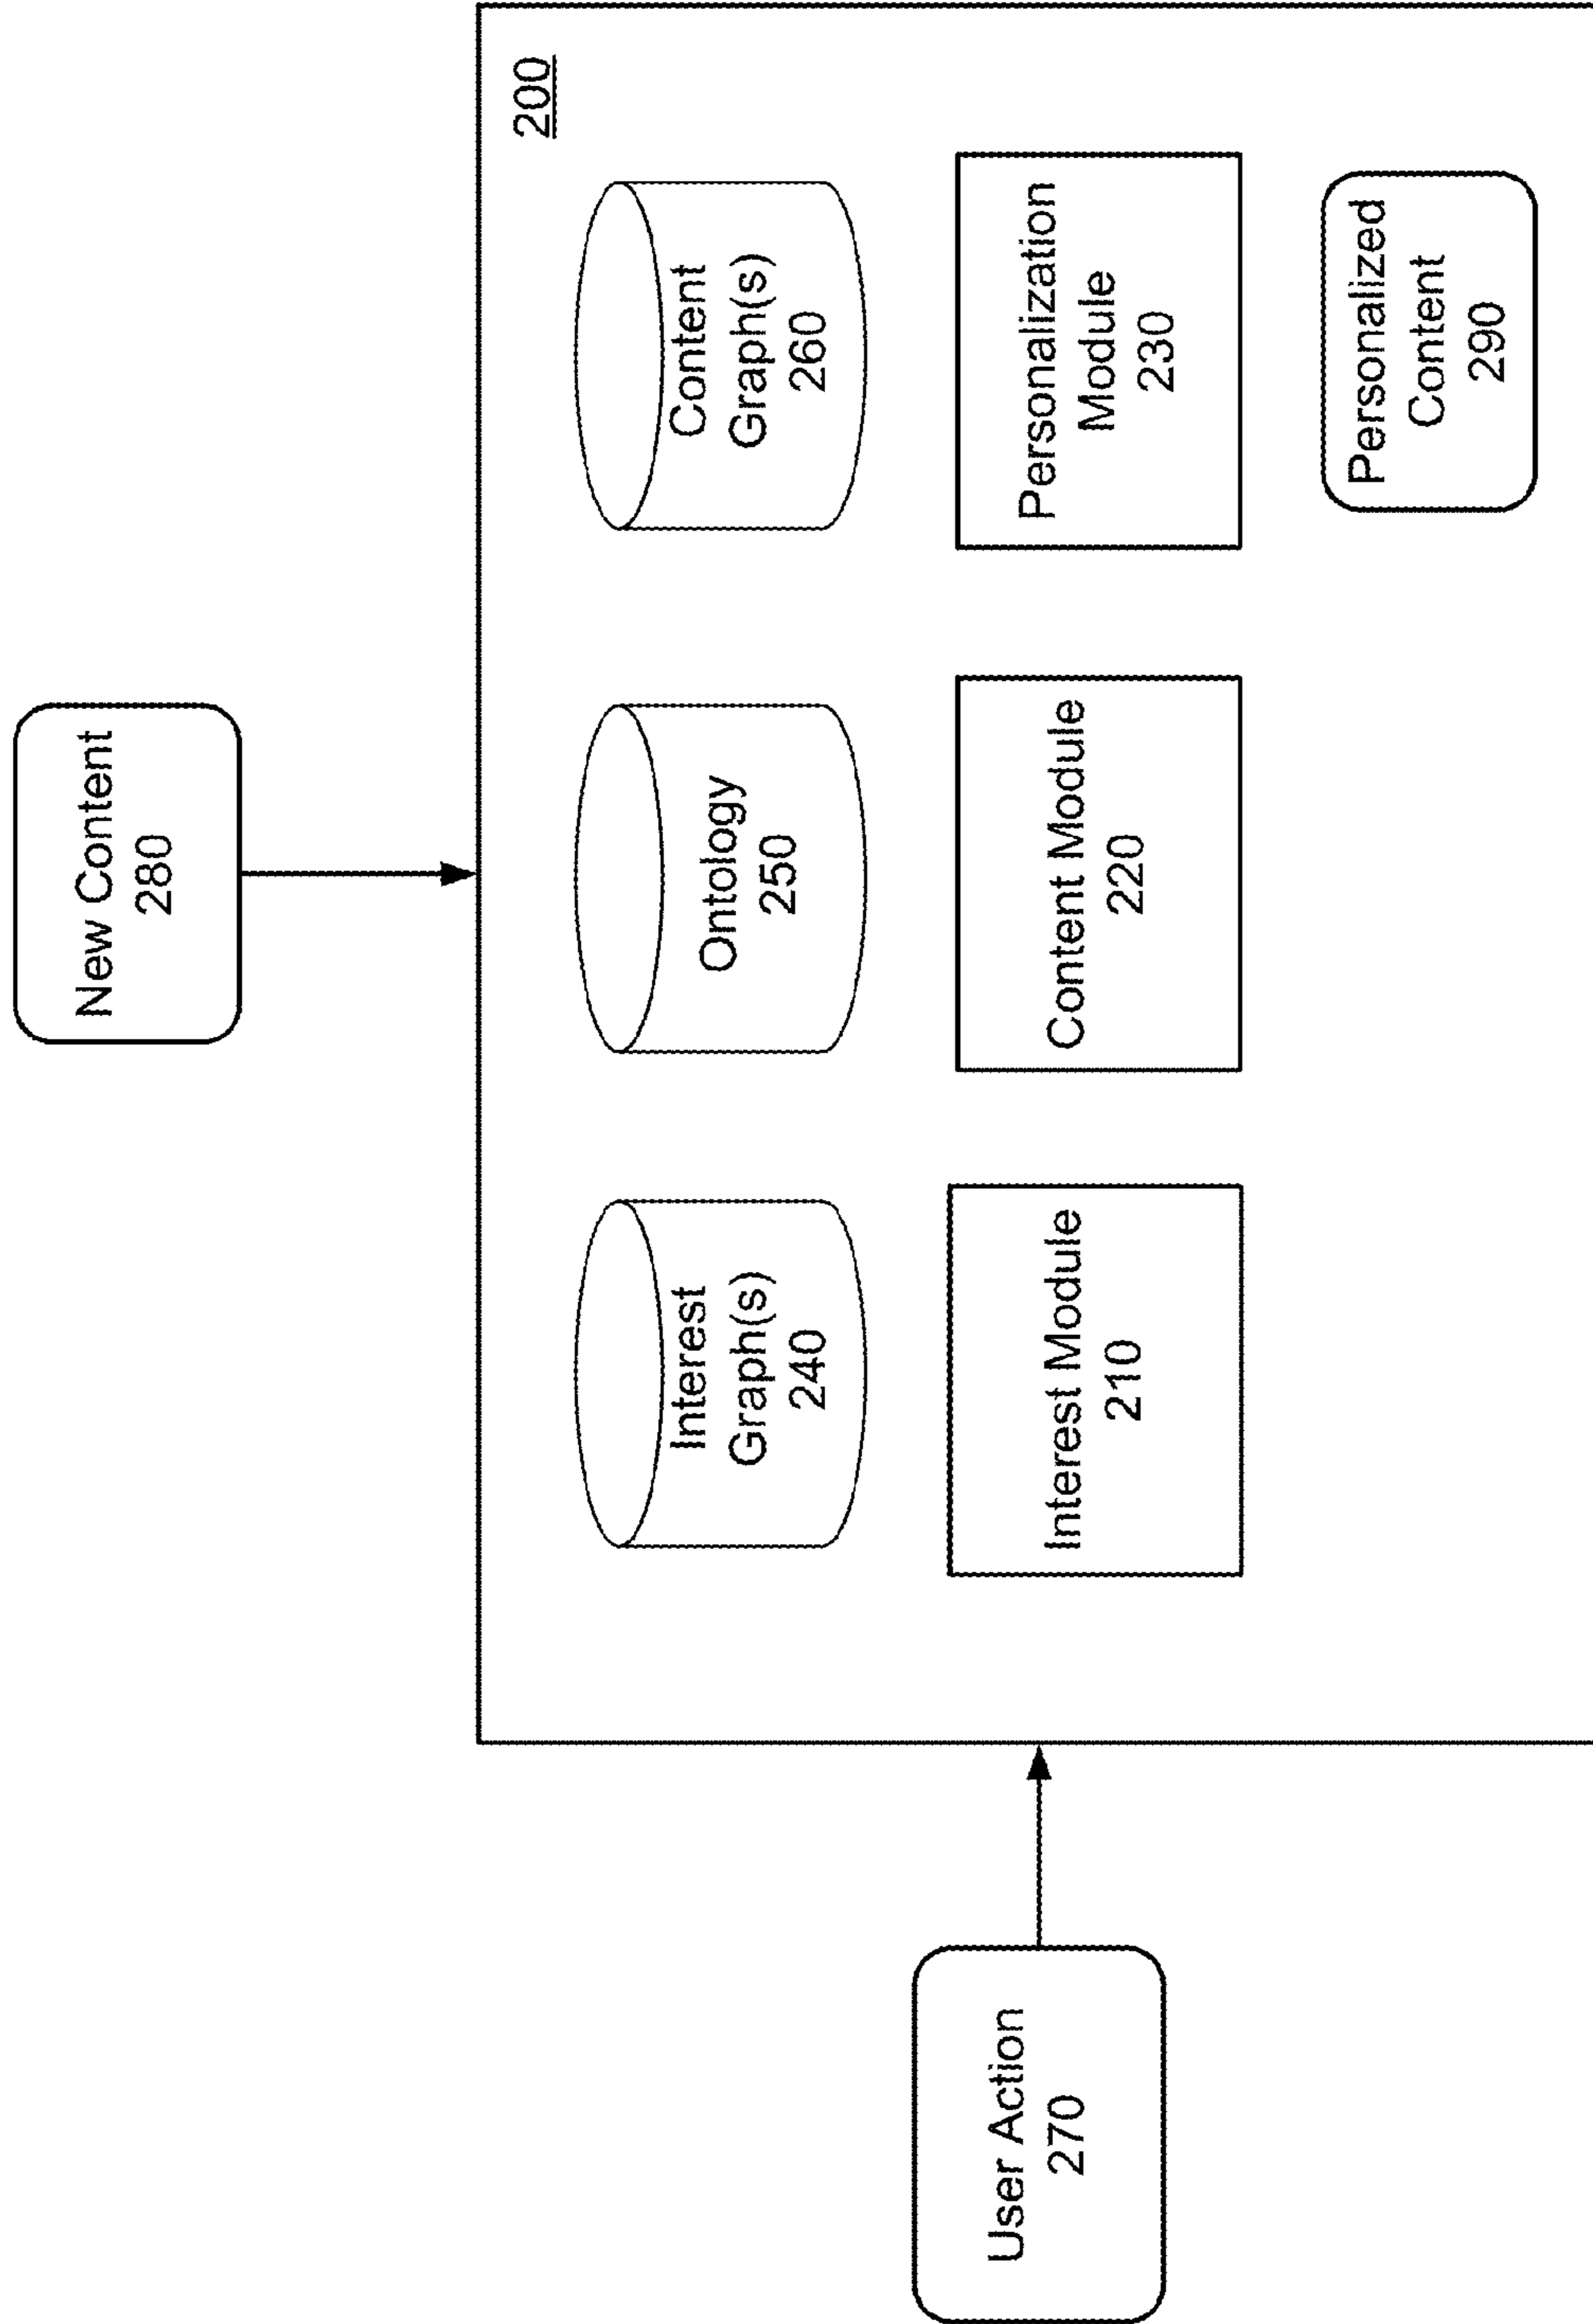 New Content
280
200
Interest
Graph(s)
240
Ontology
250
Content
Graph(s)
260
User Action
270
Interest Module
210
Content Module
220
Personalization
Module
230
Personalized
Content
290